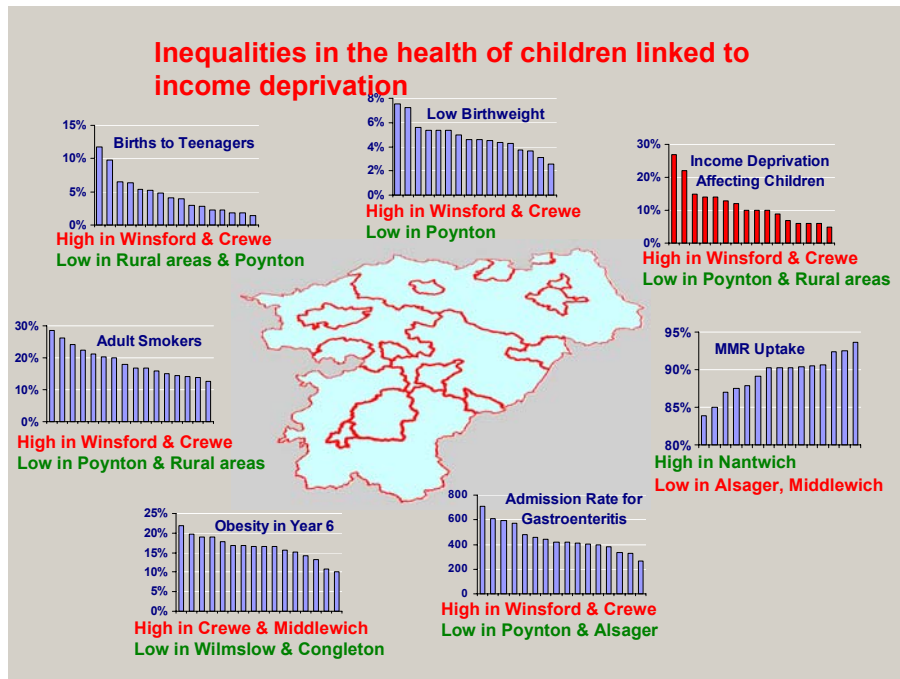 Inequalities in the health of children linked to
income deprivation
15%
10%
5%
0%
Births to Teenagers
High in Winsford & Crewe
Low in Rural areas & Poynton
8%
6%
4%
2%
0%
Low Birthweight
High in Winsford & Crewe
Low in Poynton
30%
20%
10%
0%
Income Deprivation
Affecting Children
High in Winsford & Crewe
Low in Poynton & Rural areas
30%
20%
10%
0%
Adult Smokers
High in Winsford & Crewe
Low in Poynton & Rural areas
95%
90%
85%
80%
MMR Uptake
High in Nantwich
Low in Alsager, Middlewich
25%
20%
15%
10%
5%
0%
Obesity in Year 6
High in Crewe & Middlewich
Low in Wilmslow & Congleton
800
600
400
200
0
Admission Rate for
Gastroenteritis
High in Winsford & Crewe
Low in Poynton & Alsager